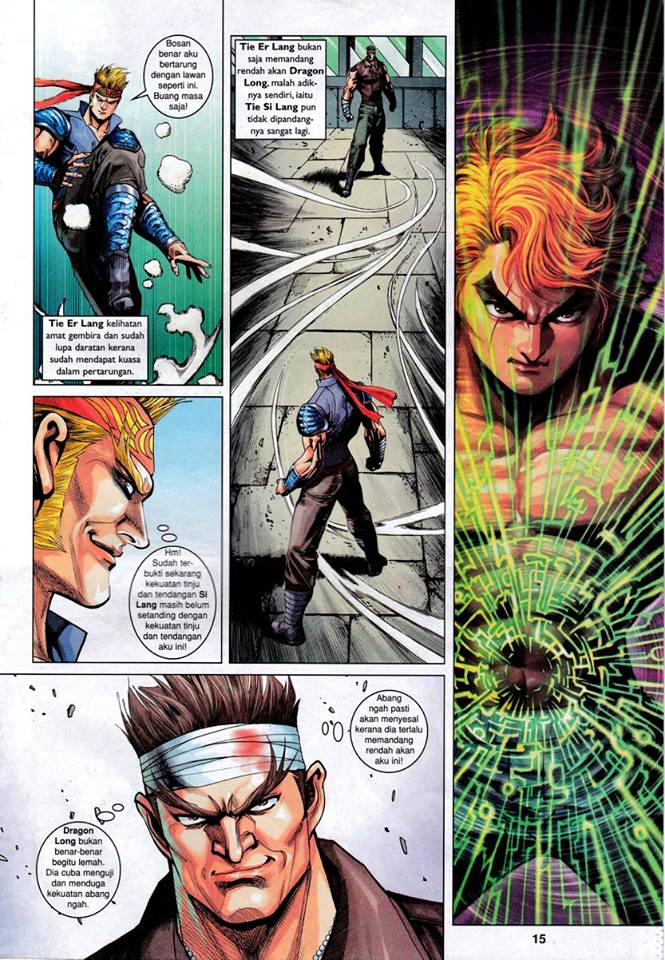 Bosan
benar aku
bertarung
dengan lawan
seperti ini.
Buang masa
saja!
Tie Er Lang kelihatan
amat gembira dan sudah
lupa daratan kerana
sudah mendapat kuasa
dalam pertarungan.
Tie Er Lang bukan
saja memandang
rendah akan Dragon
Long, malah adik-
nya sendiri, iaitu
Tie Si Lang pun
tidak dipandang-
nya sangat lagi.
Hm!
Sudah ter-
bukti sekarang
kekuatan tinju
dan tendangan Si
Lang masih belum
setanding dengan
kekuatan tinju
dan tendangan
aku ini!
Abang
ngah pasti
akan menyesal
kerana dia terlalu
memandang
rendah akan
aku ini!
Dragon
Long bukan
benar-benar
begitu lemah.
Dia cuba menguji
dan menduga
kekuatan abang
ngah.
15